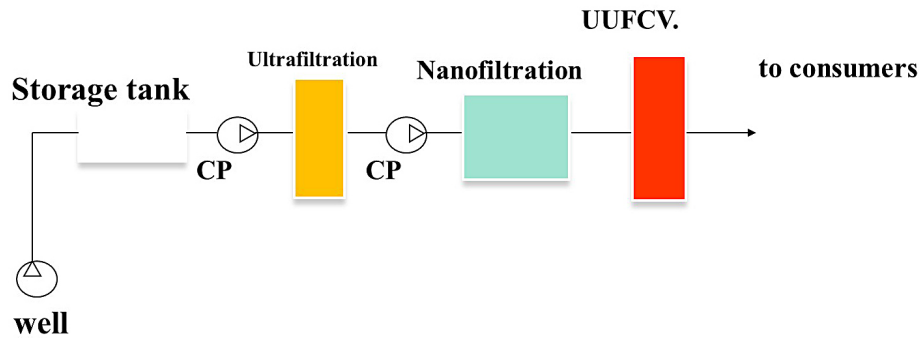 UUFCV.
Ultrafiltration
Nanofiltration
to consumers
Storage tank
CP
CP
well